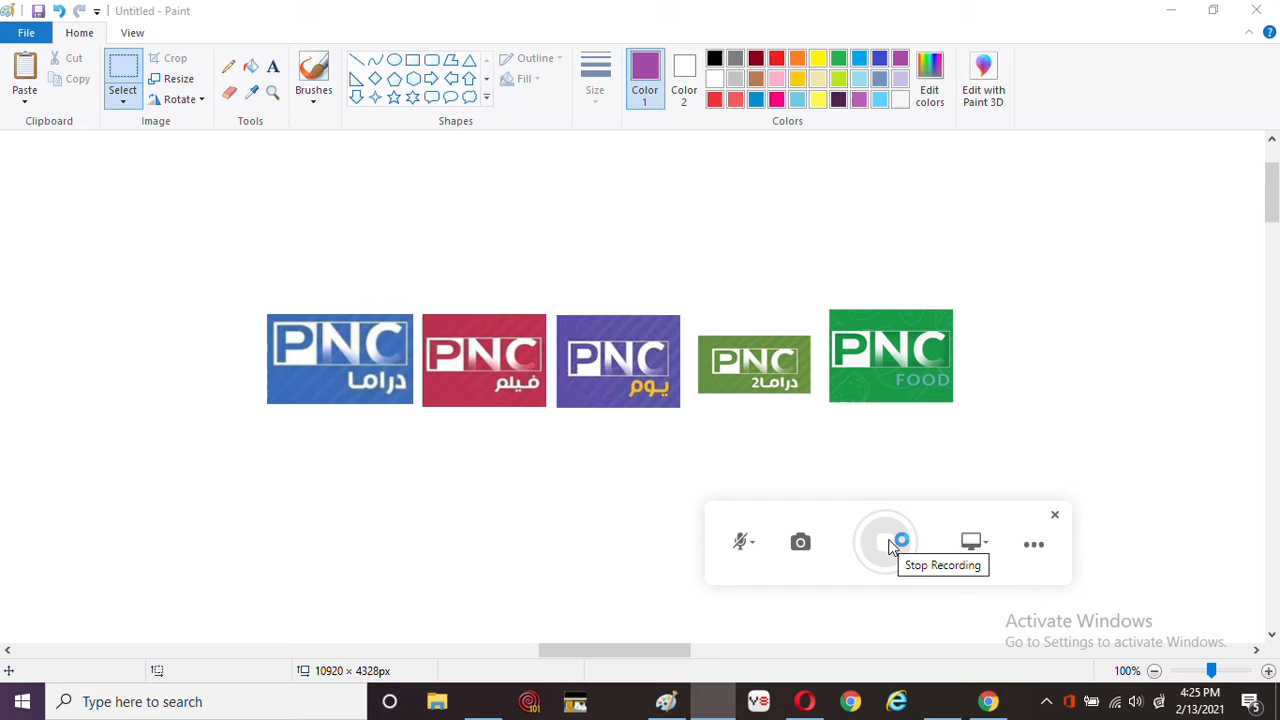 Untitled - Paint
File
Home
View
Paste
Cut
Copy
Clipboard
Select
Crop
Resize
Rotate
Image
A
Tools
Brushes
Outline
Fill
Shapes
Size
Color 1
Color 2
Edit colors
Colors
Edit with Paint 3D
PNC
دراما
PNC
فيلم
PNC
يوم
PNC
دراما2
PNC
FOOD
Stop Recording
Activate Windows
Go to Settings to activate Windows.
10920 × 4328px
100%
Type here to search
101
4:25 PM
2/13/2021
5